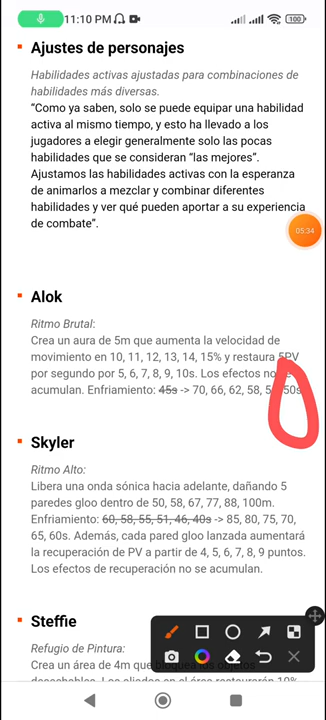 11:10 PM
100
Ajustes de personajes
Habilidades activas ajustadas para combinaciones de
habilidades más diversas.
“Como ya saben, solo se puede equipar una habilidad
activa al mismo tiempo, y esto ha llevado a los
jugadores a elegir generalmente solo las pocas
habilidades que se consideran “las mejores”.
Ajustamos las habilidades activas con la esperanza
de animarlos a mezclar y combinar diferentes
habilidades y ver qué pueden aportar a su experiencia
de combate”.
05:34
Alok
Ritmo Brutal:
Crea un aura de 5m que aumenta la velocidad de
movimiento en 10, 11, 12, 13, 14, 15% y restaura 5PV
por segundo por 5, 6, 7, 8, 9, 10s. Los efectos no
acumulan. Enfriamiento: 45s -> 70, 66, 62, 58, 50s
Skyler
Ritmo Alto:
Libera una onda sónica hacia adelante, dañando 5
paredes gloo dentro de 50, 58, 67, 77, 88, 100m.
Enfriamiento: 60, 58, 55, 51, 46, 40s -> 85, 80, 75, 70,
65, 60s. Además, cada pared gloo lanzada aumentará
la recuperación de PV a partir de 4, 5, 6, 7, 8, 9 puntos.
Los efectos de recuperación no se acumulan.
Steffie
Refugio de Pintura:
Crea un área de 4m que bloquea los objetos